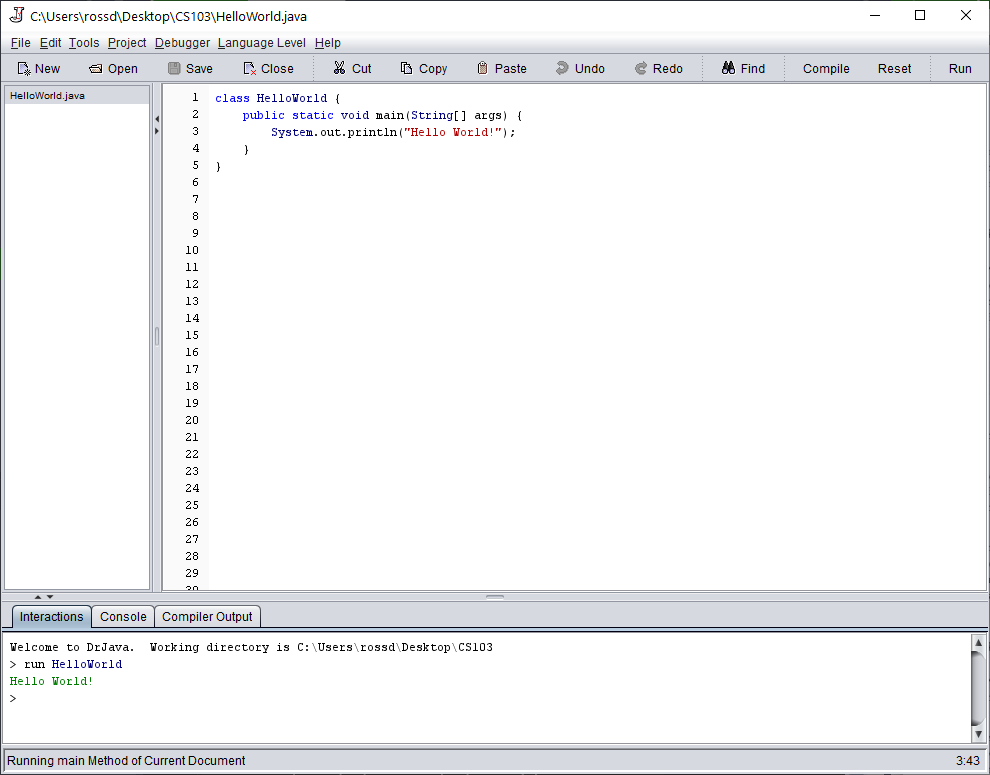 C:\Users\rossd\Desktop\CS103\HelloWorld.java
File Edit Tools Project Debugger Language Level Help
New Open Save Close Cut Copy Paste Undo Redo Find Compile Reset Run
HelloWorld.java
1 class HelloWorld {
2     public static void main(String[] args) {
3         System.out.println("Hello World!");
4     }
5 }
6
7
8
9
10
11
12
13
14
15
16
17
18
19
20
21
22
23
24
25
26
27
28
29
30
Interactions Console Compiler Output
Welcome to DrJava.  Working directory is C:\Users\rossd\Desktop\CS103
> run HelloWorld
Hello World!
>
Running main Method of Current Document 3:43